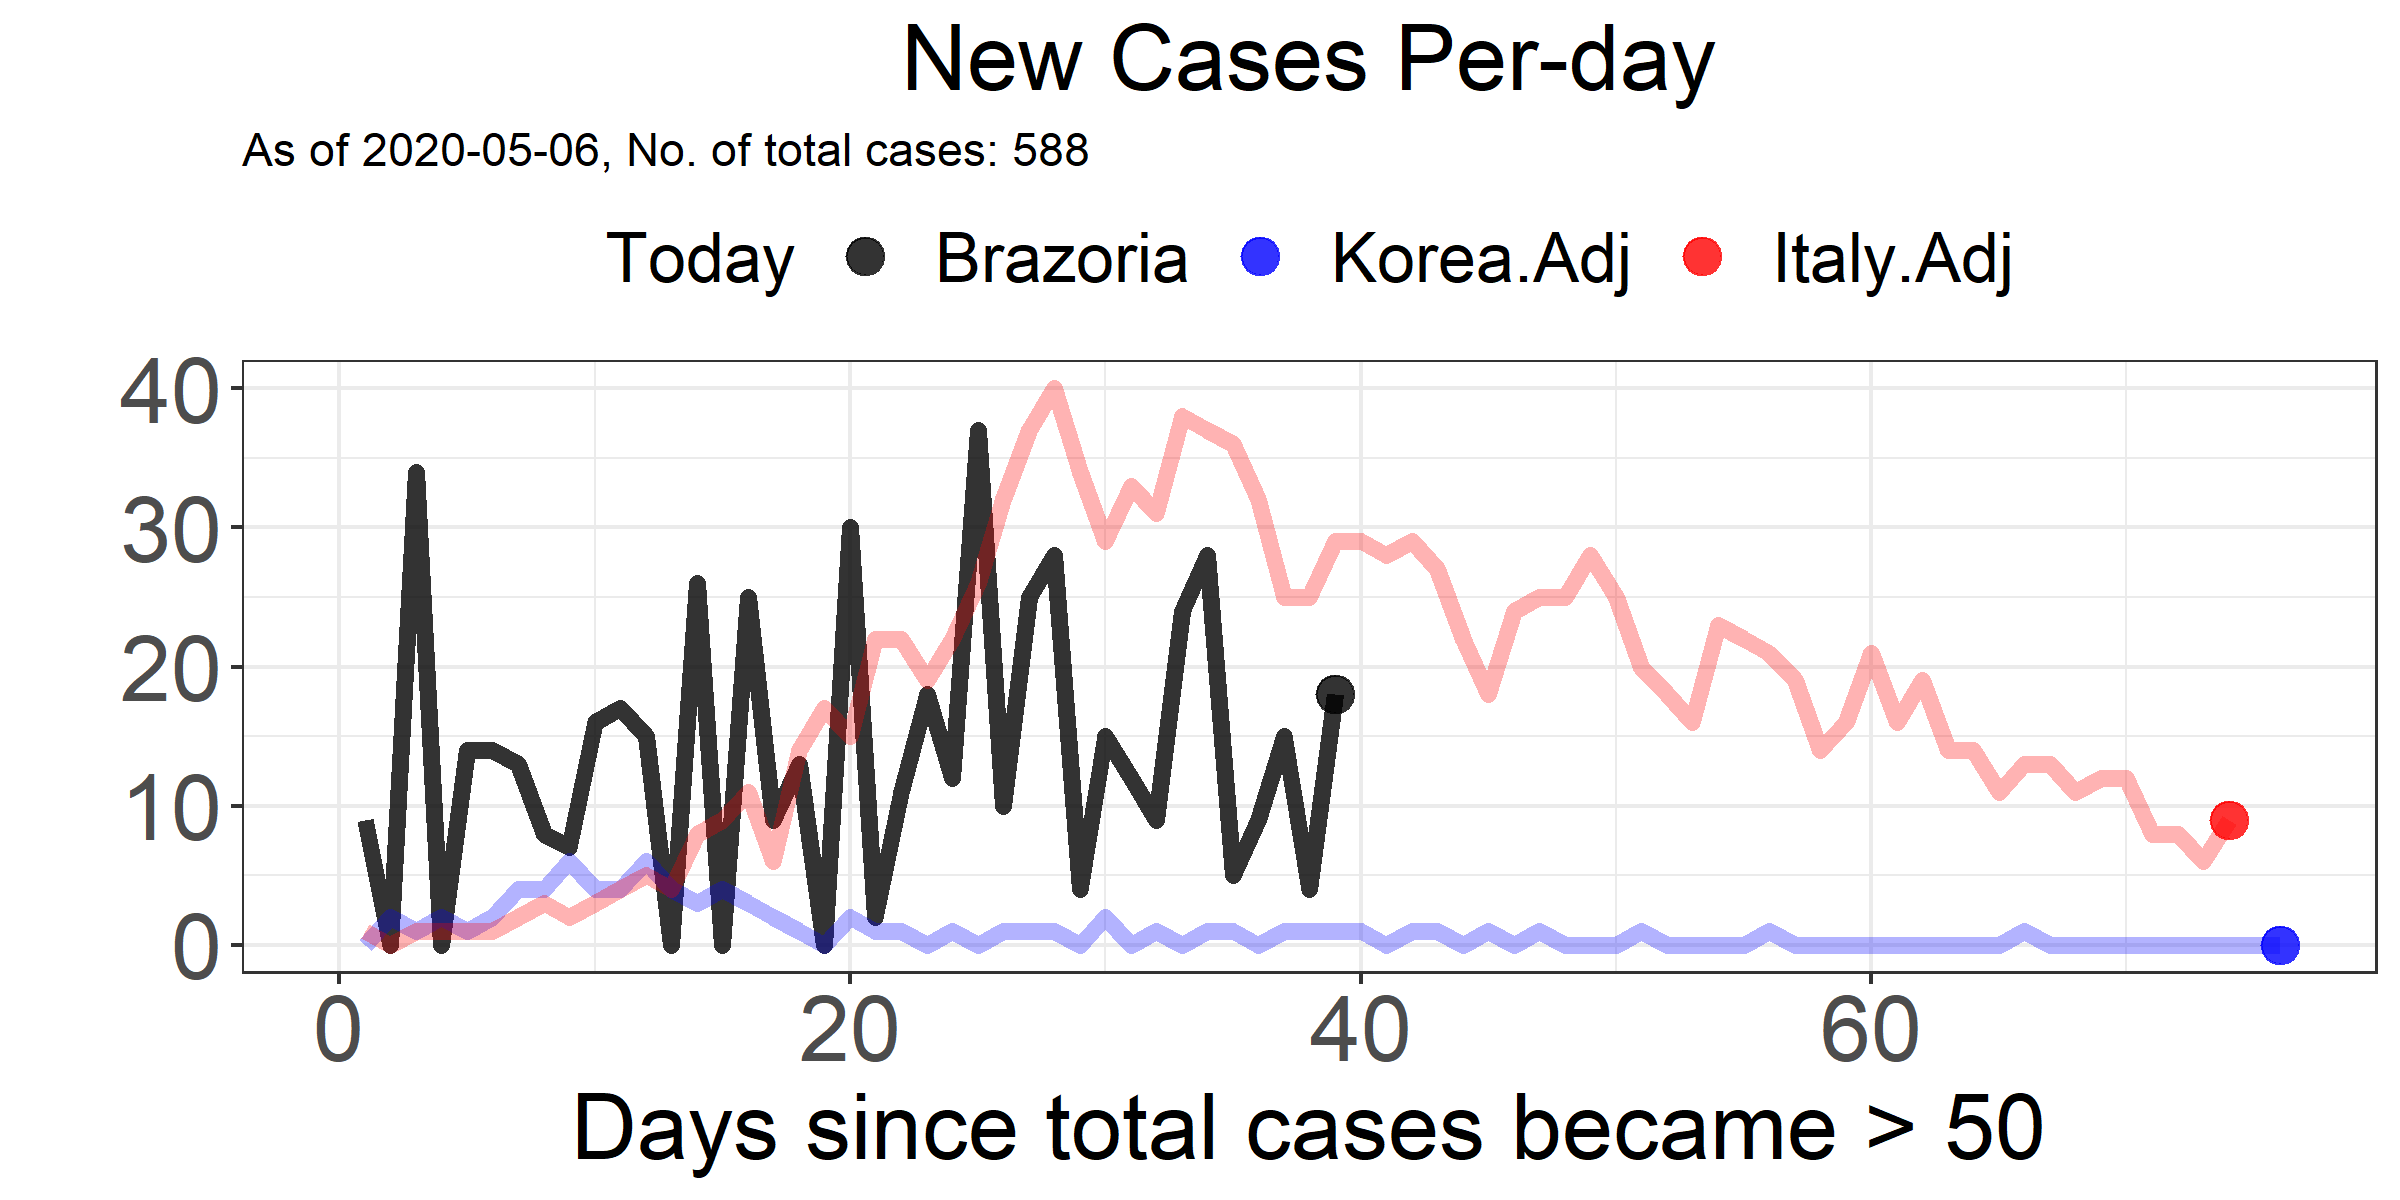 New Cases Per-day
As of 2020-05-06, No. of total cases: 588
Today Brazoria Korea.Adj Italy.Adj
40
30
20
10
0
0 20 40 60
Days since total cases became > 50